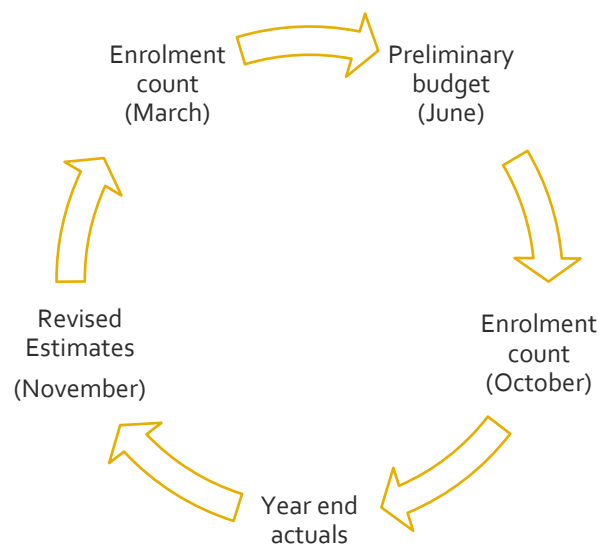 Enrolment
count
(March)
Preliminary
budget
(June)
Enrolment
count
(October)
Year end
actuals
Revised
Estimates
(November)